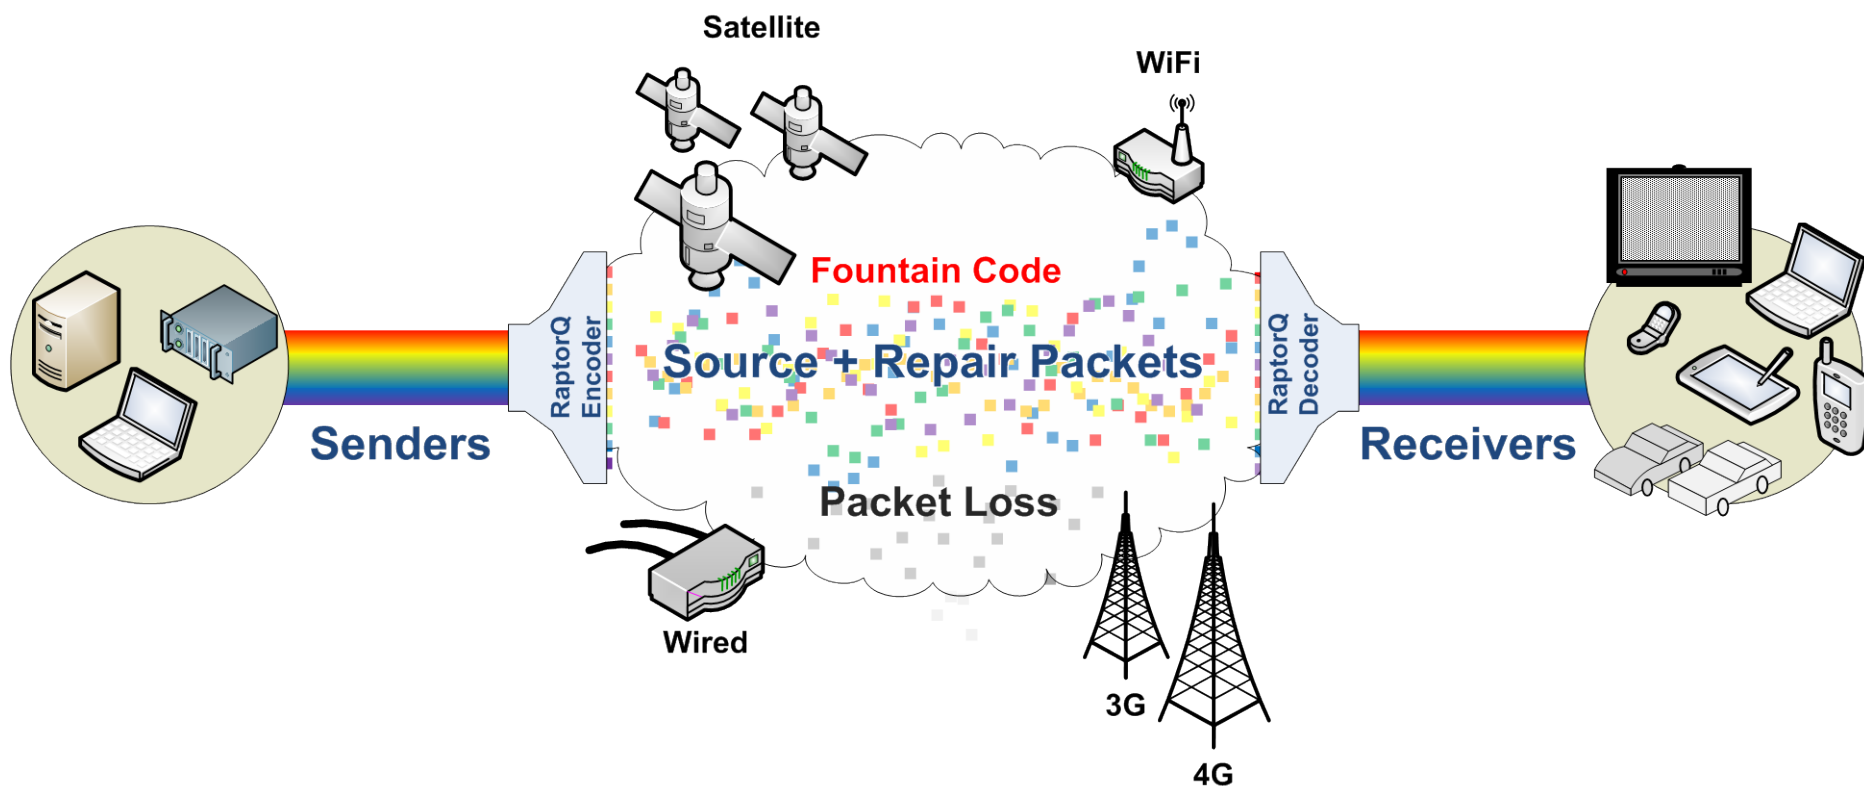 Satellite
WiFi
Fountain Code
RaptorQ
Encoder
Source + Repair Packets
RaptorQ
Decoder
Senders
Receivers
Packet Loss
Wired
3G
4G